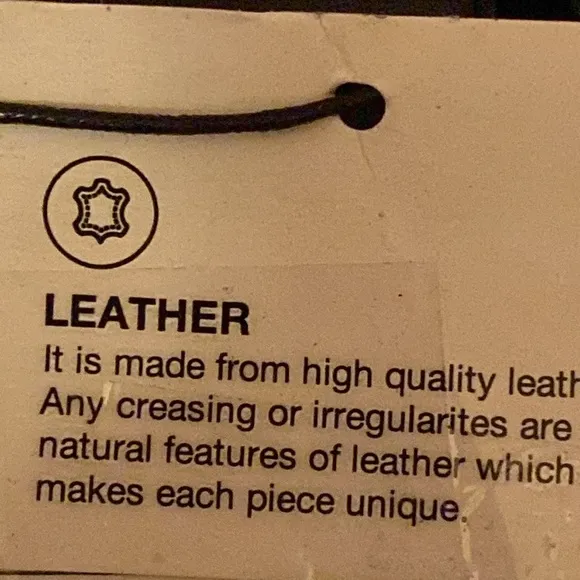 LEATHER
It is made from high quality leath
Any creasing or irregularites are
natural features of leather which
makes each piece unique.